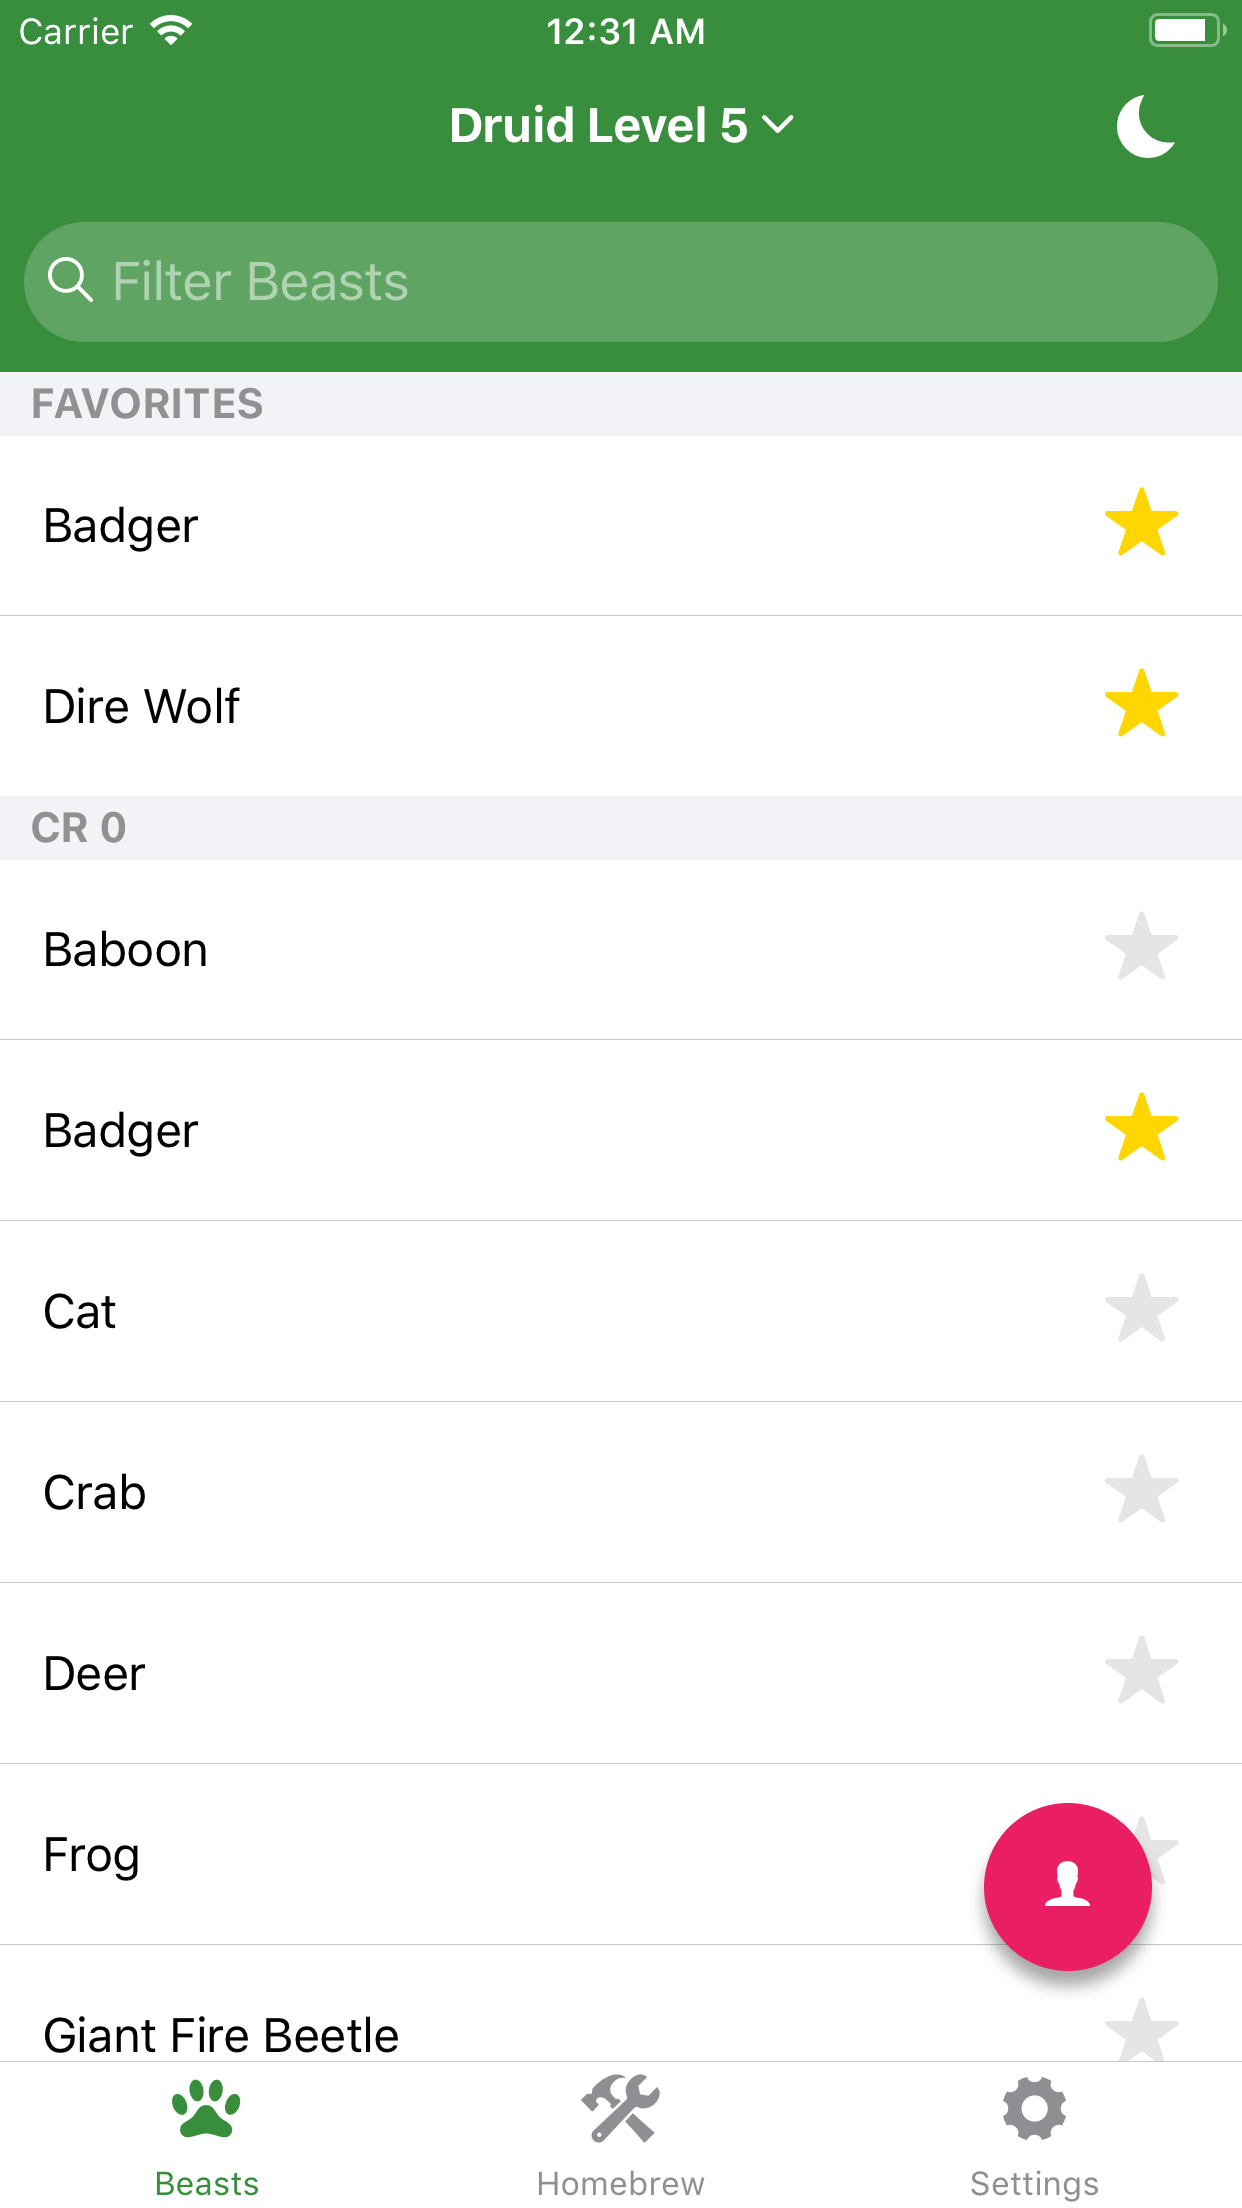 Carrier
12:31 AM
Druid Level 5
Filter Beasts
FAVORITES
Badger
Dire Wolf
CR 0
Baboon
Badger
Cat
Crab
Deer
Frog
Giant Fire Beetle
Beasts
Homebrew
Settings